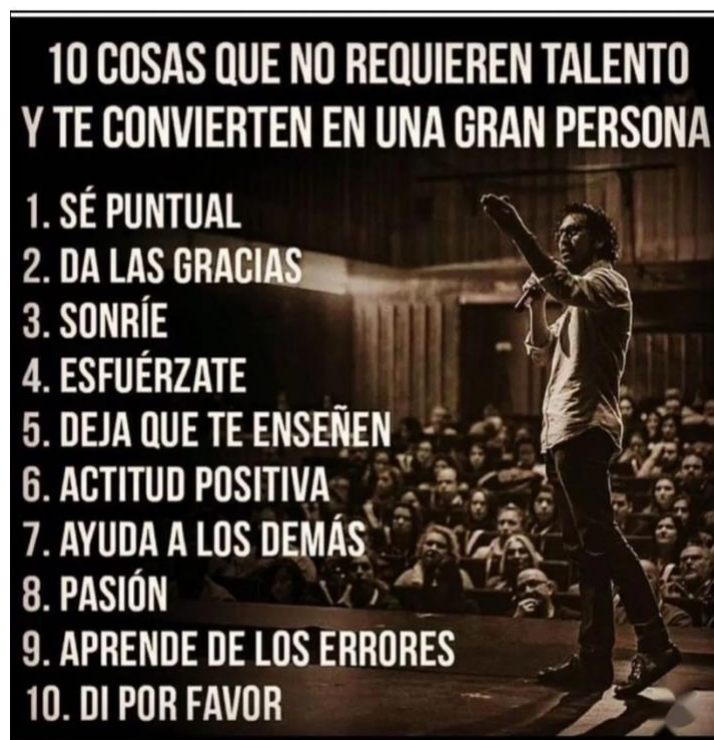 10 COSAS QUE NO REQUIEREN TALENTO
Y TE CONVIERTEN EN UNA GRAN PERSONA
1. SÉ PUNTUAL
2. DA LAS GRACIAS
3. SONRÍE
4. ESFUÉRZATE
5. DEJA QUE TE ENSEÑEN
6. ACTITUD POSITIVA
7. AYUDA A LOS DEMÁS
8. PASIÓN
9. APRENDE DE LOS ERRORES
10. DI POR FAVOR